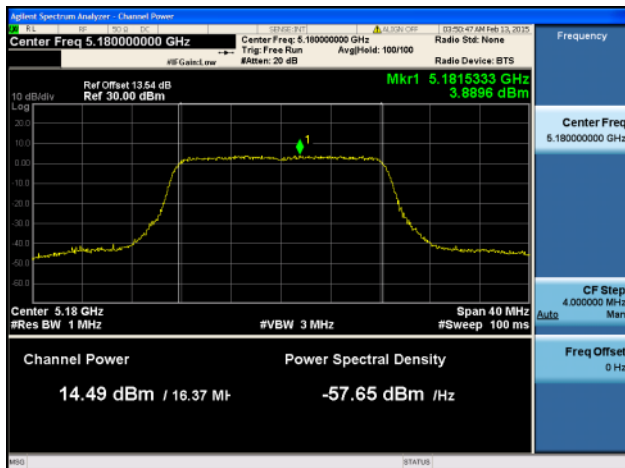 Agilent Spectrum Analyzer - Channel Power
RL RF 50 Ω DC SENSE:INT ALIGN OFF 03:50:47 AM Feb 13, 2015
Center Freq 5.180000000 GHz
Center Freq: 5.180000000 GHz
Radio Std: None
Trig: Free Run Avg|Hold: 100/100
#IFGain:Low #Atten: 20 dB Radio Device: BTS
Mkr1 5.1815333 GHz
3.8896 dBm
Ref Offset 13.54 dB
10 dB/div Ref 30.00 dBm
Log
20.0
10.0
0.00
-10.0
-20.0
-30.0
-40.0
-50.0
-60.0
1
Center 5.18 GHz Span 40 MHz
#Res BW 1 MHz #VBW 3 MHz #Sweep 100 ms
Channel Power Power Spectral Density
14.49 dBm / 16.37 MH -57.65 dBm /Hz
MSG STATUS
Frequency
Center Freq
5.180000000 GHz
CF Step
4.000000 MHz
Auto Man
Freq Offset
0 Hz